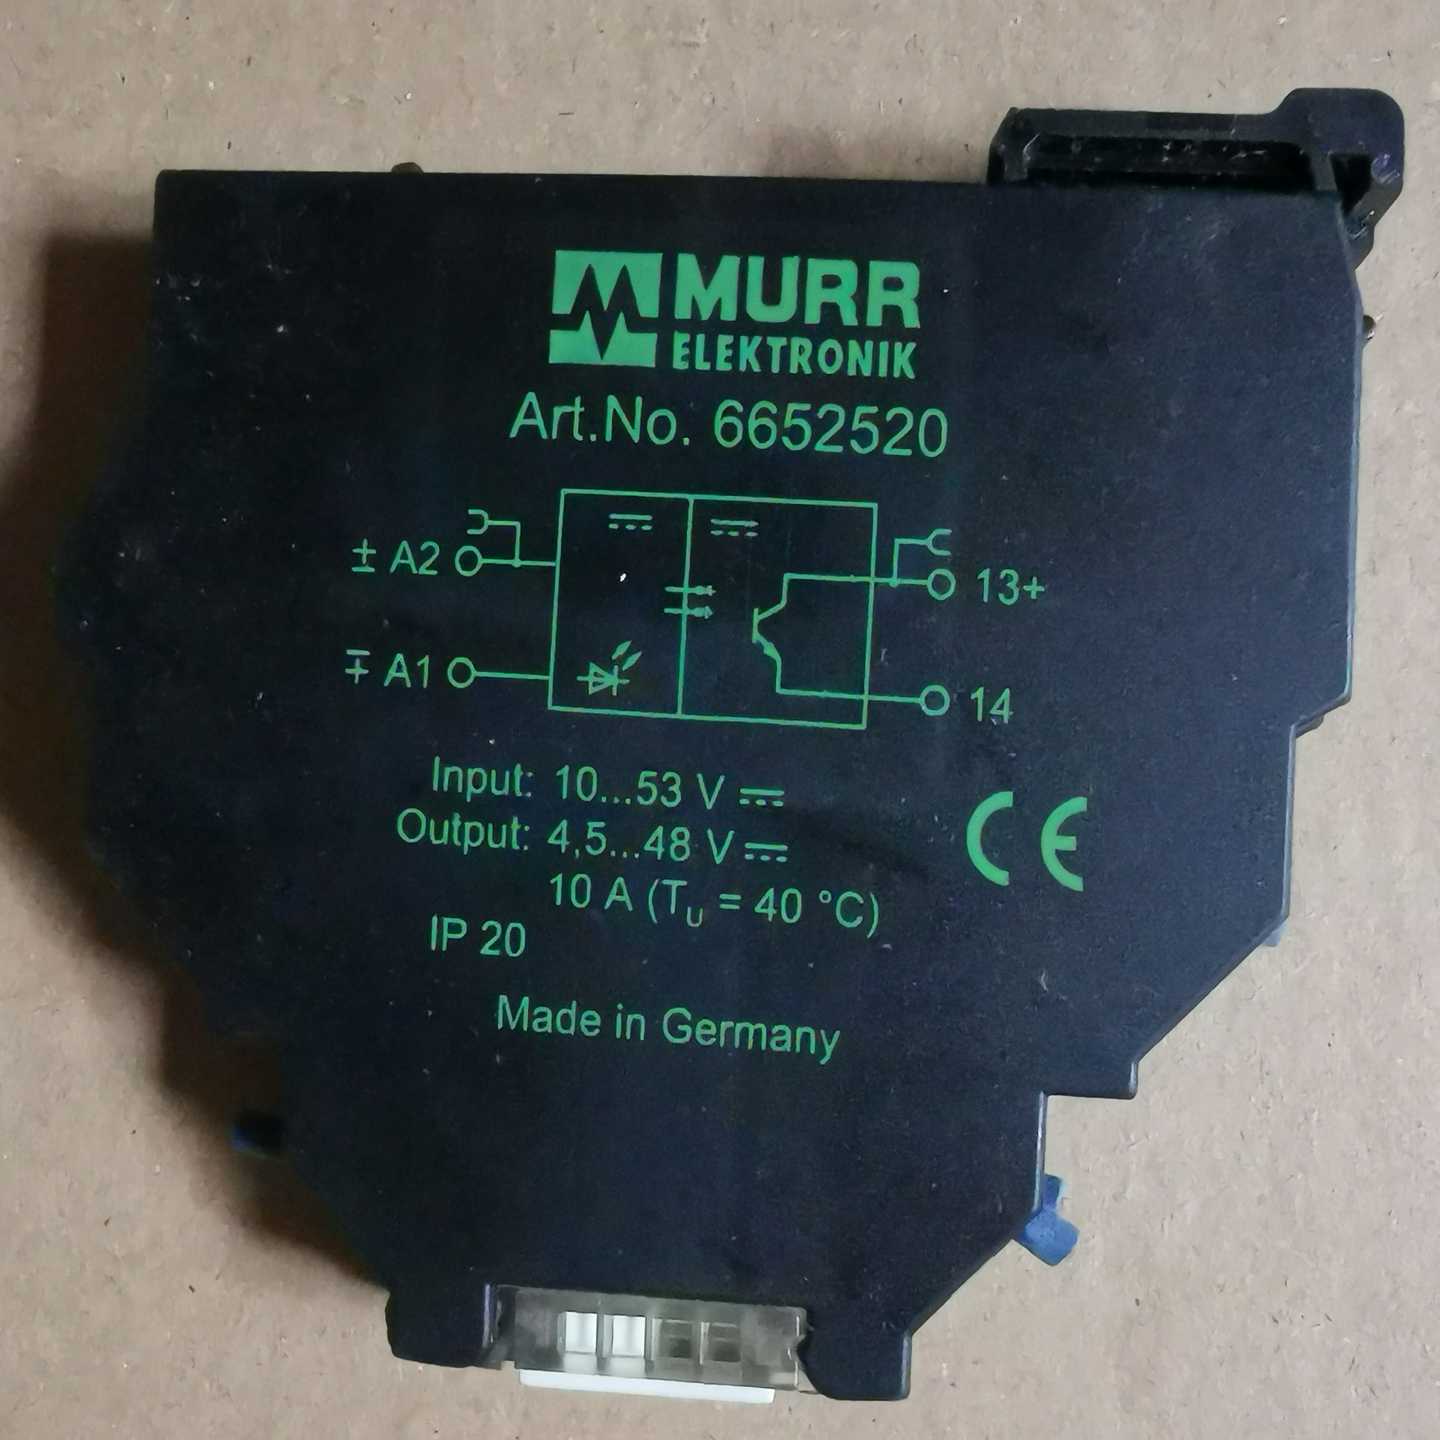 MURR
ELEKTRONIK
Art.No. 6652520
± A2
13+
∓ A1
14
Input: 10...53 V ⎓
Output: 4,5...48 V ⎓
10 A (TU = 40 °C)
IP 20
CE
Made in Germany